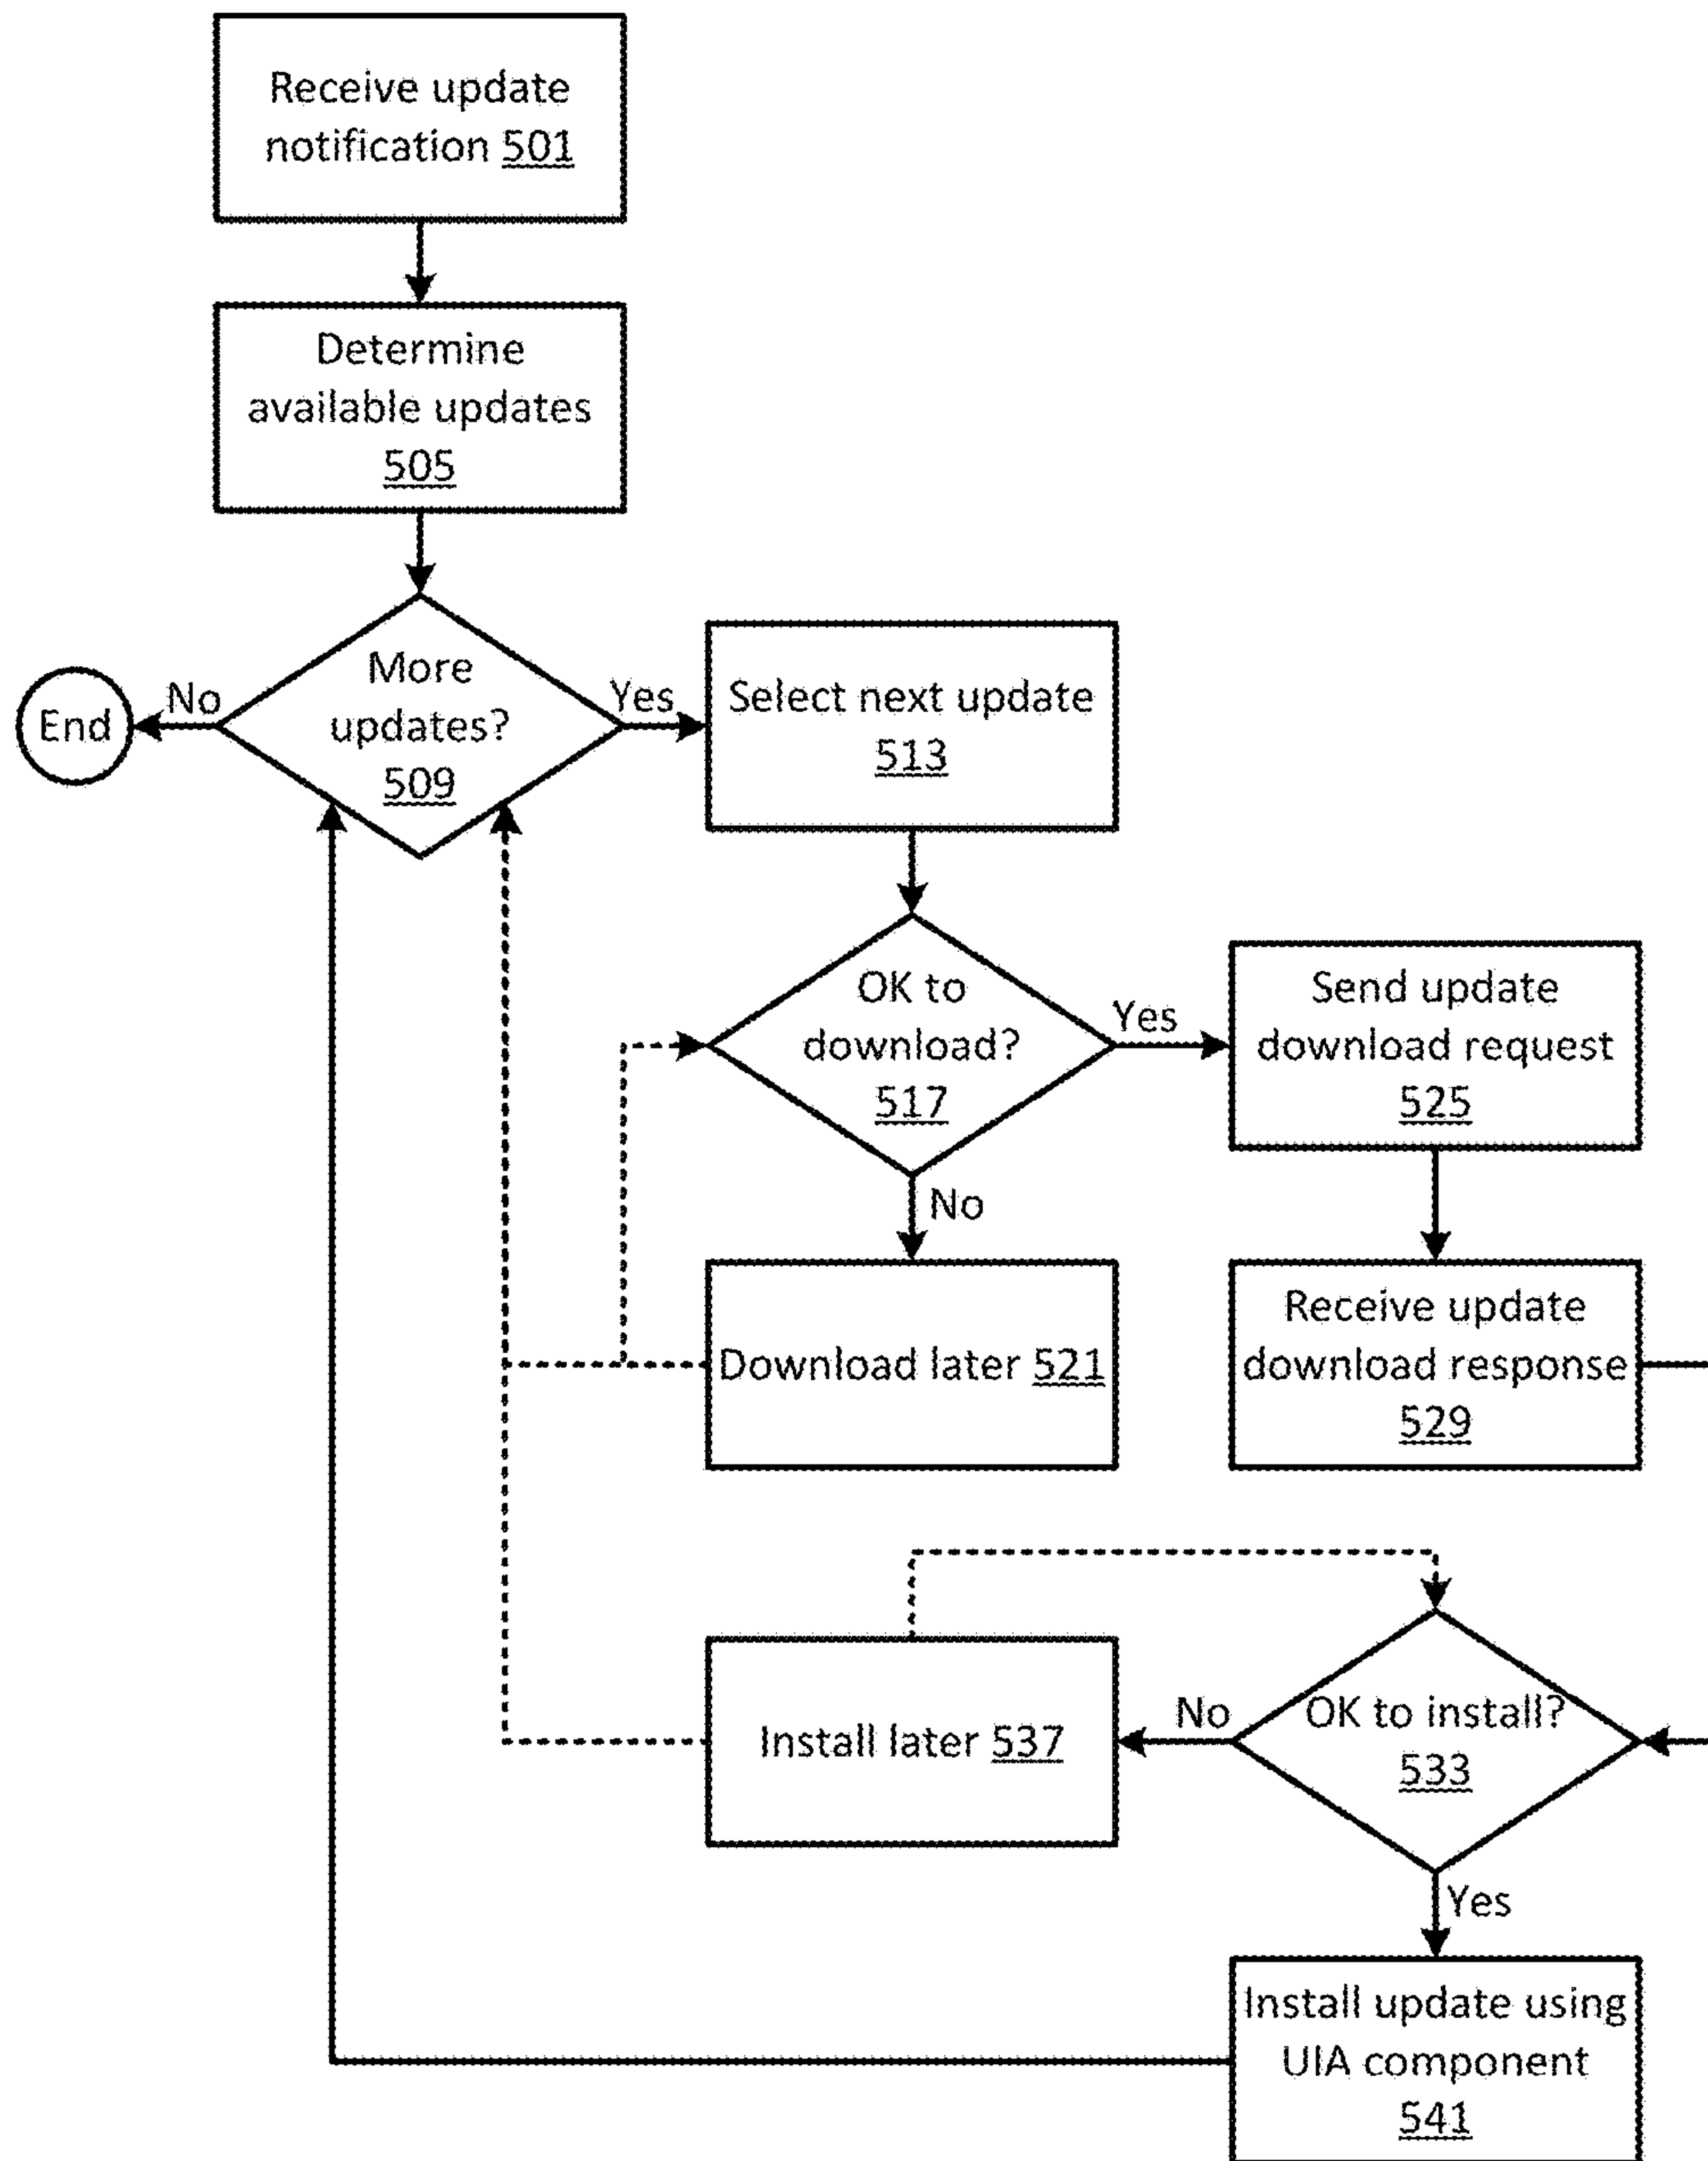 Receive update
notification 501
Determine
available updates
505
More
updates?
509
No
End
Yes
Select next update
513
OK to
download?
517
Yes
Send update
download request
525
No
Download later 521
Receive update
download response
529
Install later 537
No
OK to install?
533
Yes
Install update using
UIA component
541